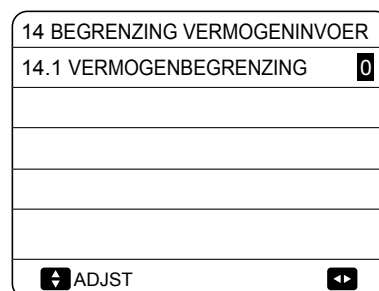 14 BEGRENZING VERMOGENINVOER
14.1 VERMOGENBEGRENZING 0
ADJST